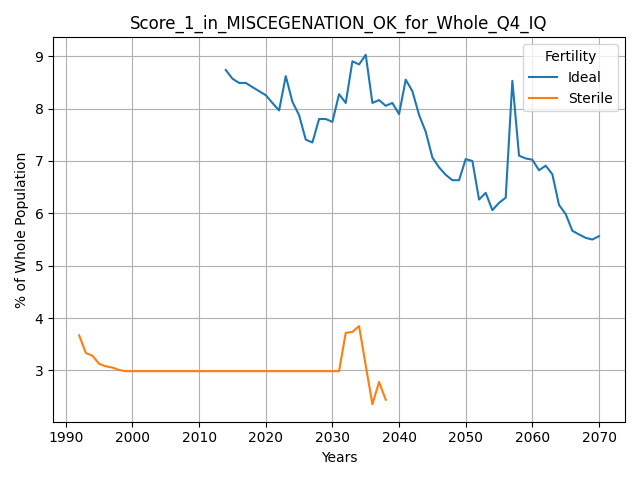 Score_1_in_MISCEGENATION_OK_for_Whole_Q4_IQ
% of Whole Population
9
8
7
6
5
4
3
Fertility
Ideal
Sterile
1990 2000 2010 2020 2030 2040 2050 2060 2070
Years